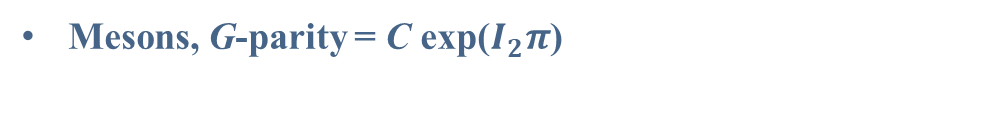 • Mesons, G-parity = C exp(I₂π)